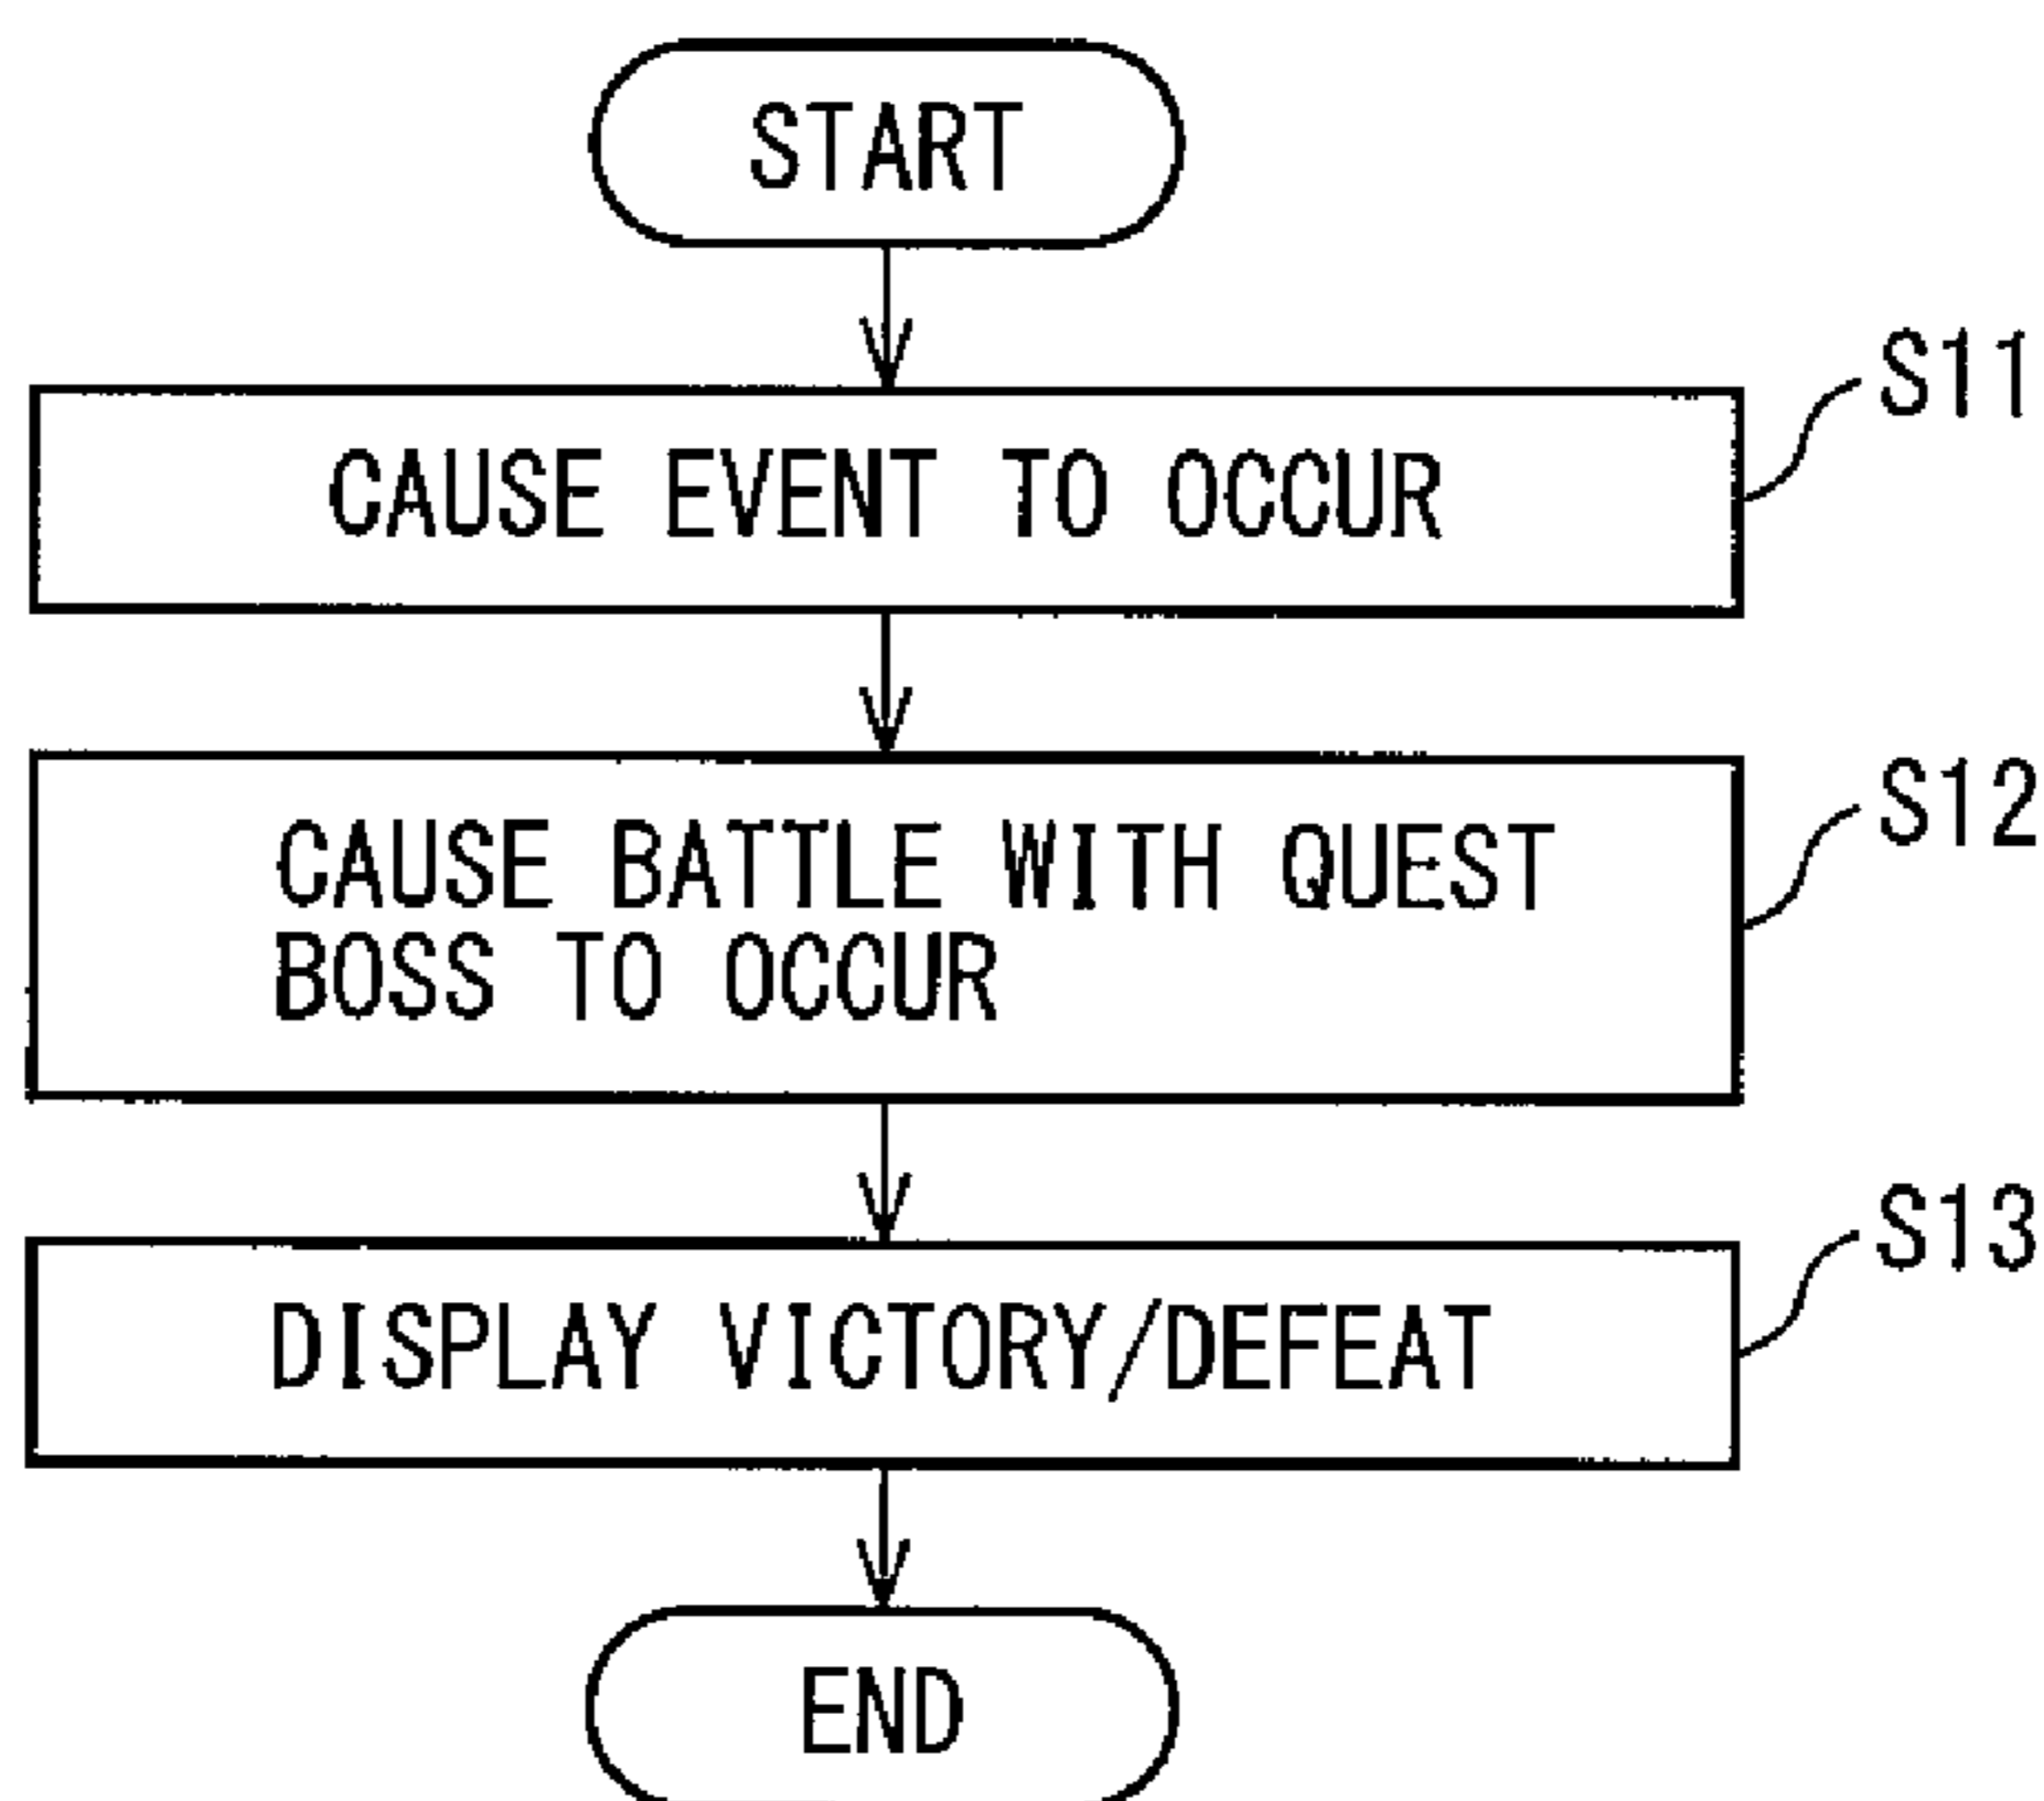 START
S11
CAUSE EVENT TO OCCUR
S12
CAUSE BATTLE WITH QUEST
BOSS TO OCCUR
S13
DISPLAY VICTORY/DEFEAT
END